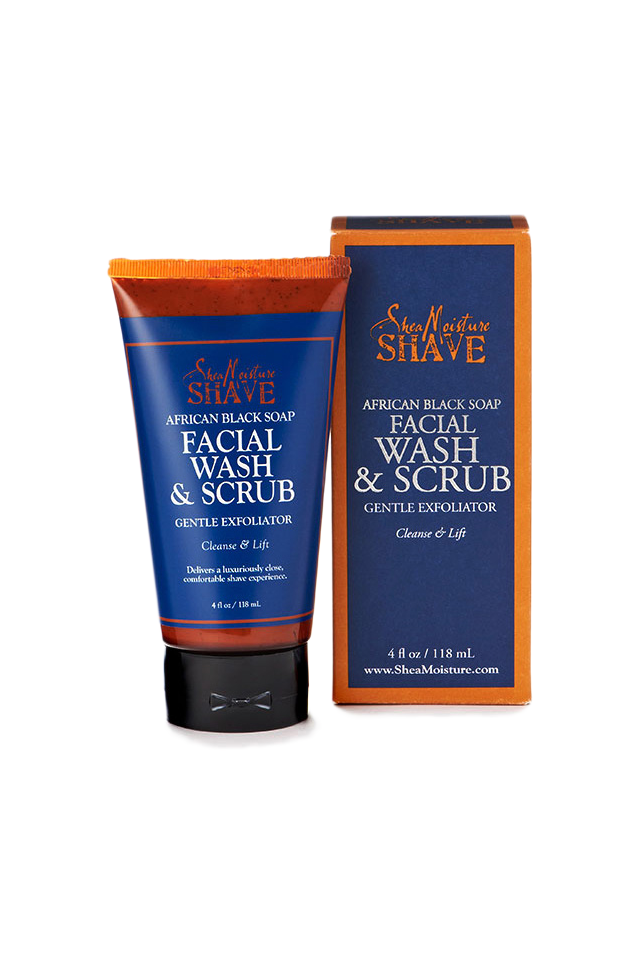 SheaMoisture
SHAVE
AFRICAN BLACK SOAP
FACIAL
WASH
& SCRUB
GENTLE EXFOLIATOR
Cleanse & Lift
Delivers a luxuriously close,
comfortable shave experience.
4 fl oz / 118 mL
SHAVE
SheaMoisture
SHAVE
AFRICAN BLACK SOAP
FACIAL
WASH
& SCRUB
GENTLE EXFOLIATOR
Cleanse & Lift
4 fl oz / 118 mL
www.SheaMoisture.com